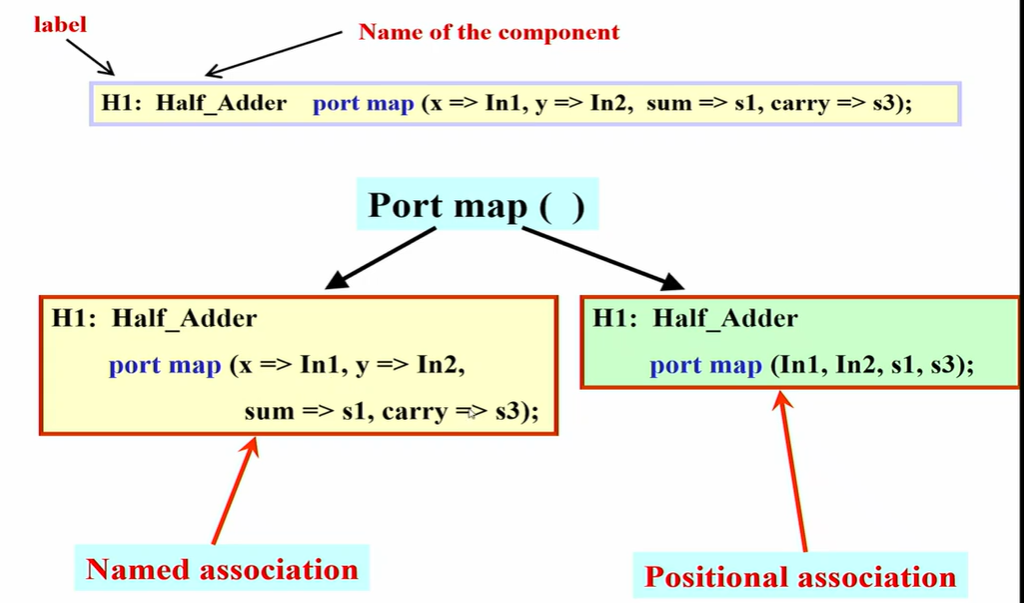 label
Name of the component
H1: Half_Adder port map (x => In1, y => In2, sum => s1, carry => s3);
Port map ( )
H1: Half_Adder
port map (x => In1, y => In2,
sum => s1, carry => s3);
H1: Half_Adder
port map (In1, In2, s1, s3);
Named association
Positional association